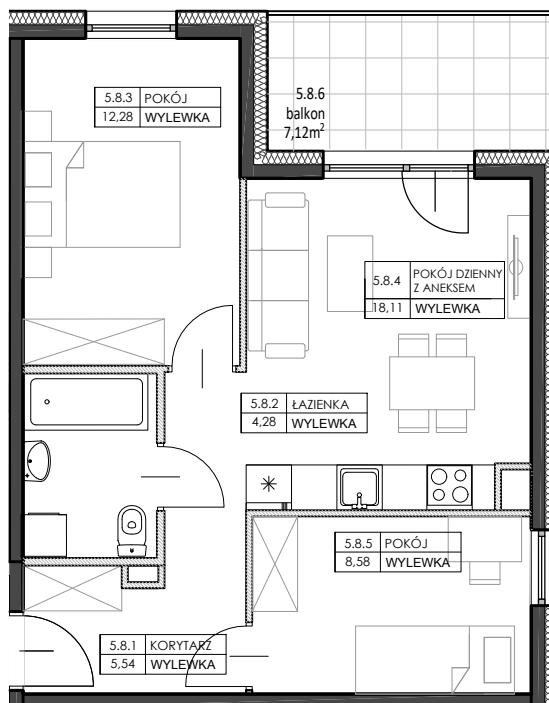 5.8.3 POKÓJ
12,28 WYLEWKA
5.8.6
balkon
7,12m²
5.8.4 POKÓJ DZIENNY
Z ANEKSEM
18,11 WYLEWKA
5.8.2 ŁAZIENKA
4,28 WYLEWKA
5.8.5 POKÓJ
8,58 WYLEWKA
5.8.1 KORYTARZ
5,54 WYLEWKA